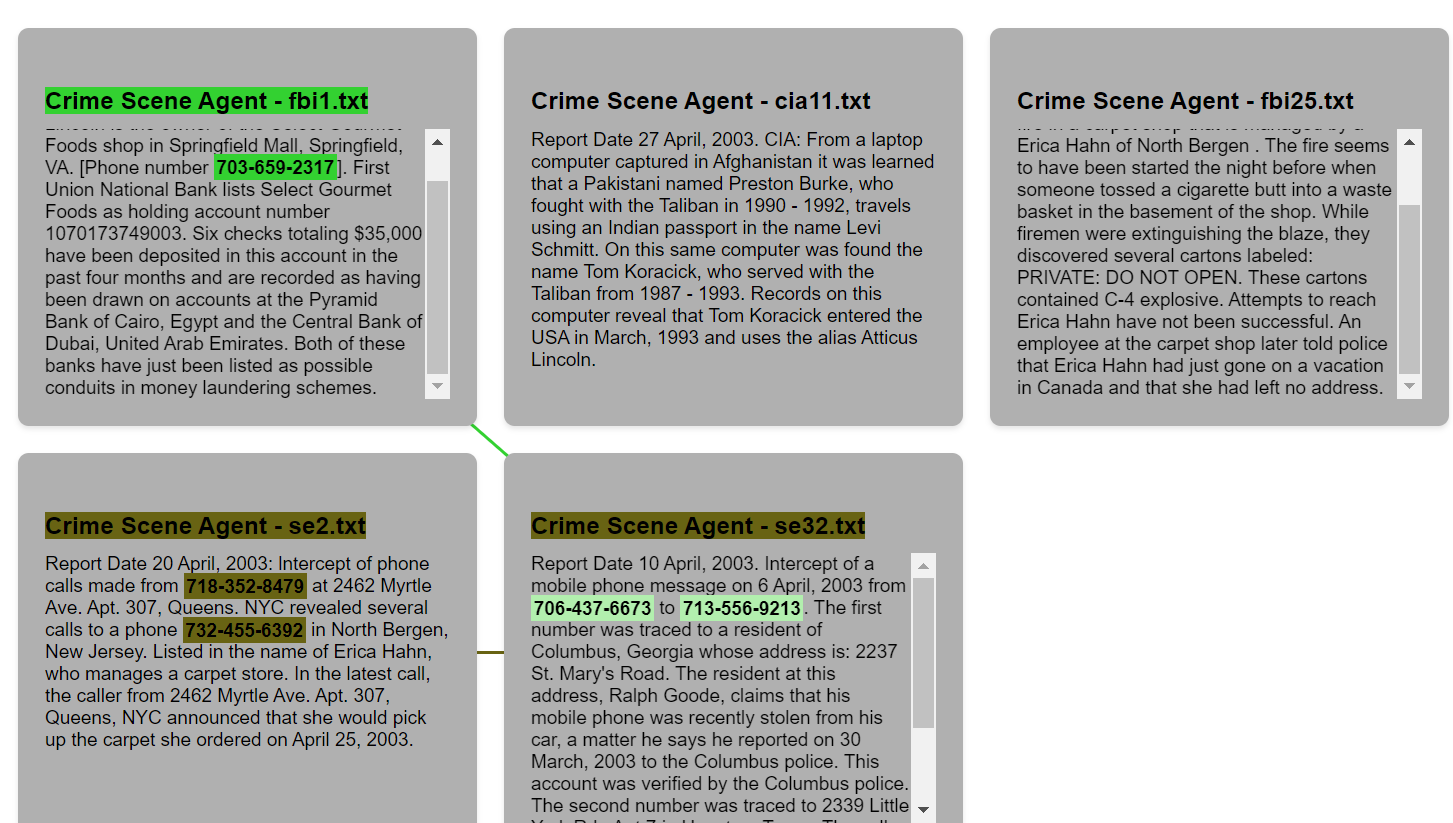 Crime Scene Agent - fbi1.txt
Foods shop in Springfield Mall, Springfield,
VA. [Phone number 703-659-2317]. First
Union National Bank lists Select Gourmet
Foods as holding account number
1070173749003. Six checks totaling $35,000
have been deposited in this account in the
past four months and are recorded as having
been drawn on accounts at the Pyramid
Bank of Cairo, Egypt and the Central Bank of
Dubai, United Arab Emirates. Both of these
banks have just been listed as possible
conduits in money laundering schemes.
Crime Scene Agent - cia11.txt
Report Date 27 April, 2003. CIA: From a laptop
computer captured in Afghanistan it was learned
that a Pakistani named Preston Burke, who
fought with the Taliban in 1990 - 1992, travels
using an Indian passport in the name Levi
Schmitt. On this same computer was found the
name Tom Koracick, who served with the
Taliban from 1987 - 1993. Records on this
computer reveal that Tom Koracick entered the
USA in March, 1993 and uses the alias Atticus
Lincoln.
Crime Scene Agent - fbi25.txt
fire in a carpet shop that is managed by a
Erica Hahn of North Bergen . The fire seems
to have been started the night before when
someone tossed a cigarette butt into a waste
basket in the basement of the shop. While
firemen were extinguishing the blaze, they
discovered several cartons labeled:
PRIVATE: DO NOT OPEN. These cartons
contained C-4 explosive. Attempts to reach
Erica Hahn have not been successful. An
employee at the carpet shop later told police
that Erica Hahn had just gone on a vacation
in Canada and that she had left no address.
Crime Scene Agent - se2.txt
Report Date 20 April, 2003: Intercept of phone
calls made from 718-352-8479 at 2462 Myrtle
Ave. Apt. 307, Queens. NYC revealed several
calls to a phone 732-455-6392 in North Bergen,
New Jersey. Listed in the name of Erica Hahn,
who manages a carpet store. In the latest call,
the caller from 2462 Myrtle Ave. Apt. 307,
Queens, NYC announced that she would pick
up the carpet she ordered on April 25, 2003.
Crime Scene Agent - se32.txt
Report Date 10 April, 2003. Intercept of a
mobile phone message on 6 April, 2003 from
706-437-6673 to 713-556-9213. The first
number was traced to a resident of
Columbus, Georgia whose address is: 2237
St. Mary's Road. The resident at this
address, Ralph Goode, claims that his
mobile phone was recently stolen from his
car, a matter he says he reported on 30
March, 2003 to the Columbus police. This
account was verified by the Columbus police.
The second number was traced to 2339 Little